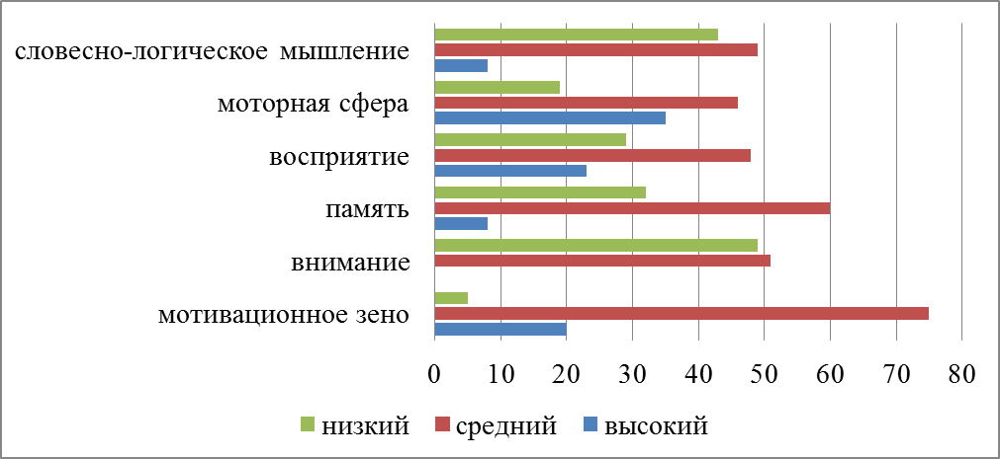 словесно-логическое мышление
моторная сфера
восприятие
память
внимание
мотивационное зено
0 10 20 30 40 50 60 70 80
низкий средний высокий